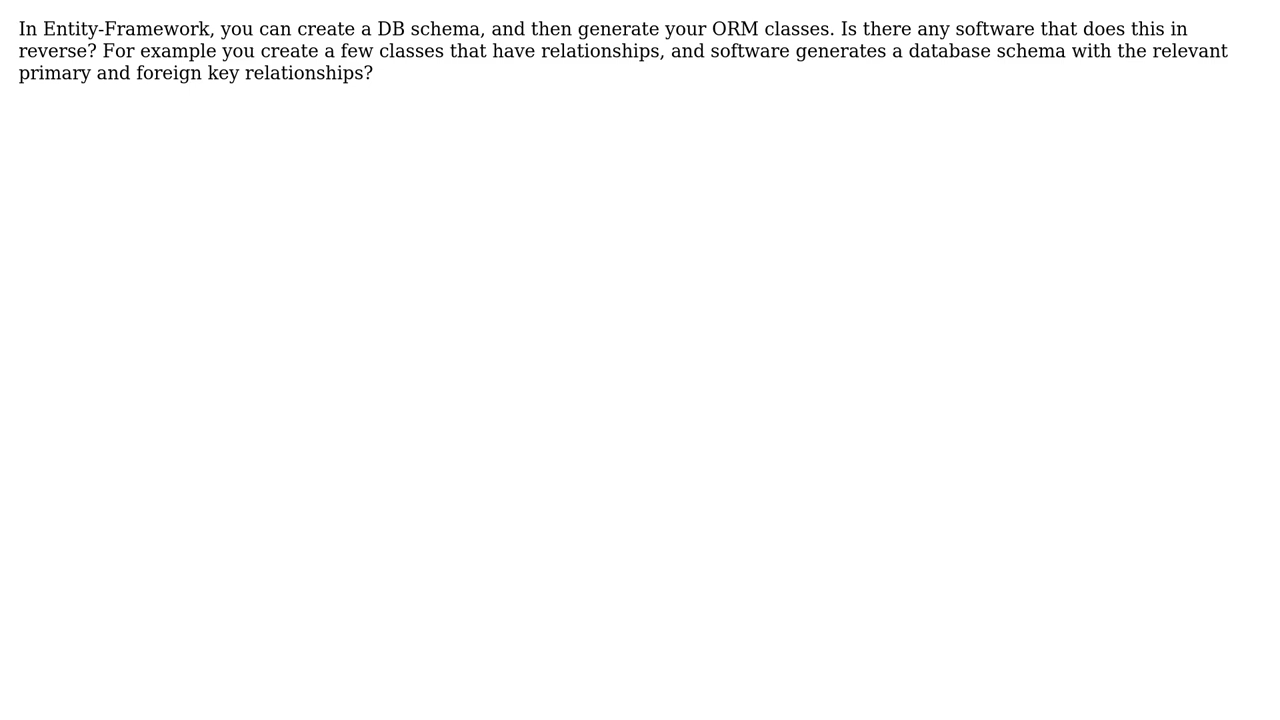 In Entity-Framework, you can create a DB schema, and then generate your ORM classes. Is there any software that does this in
reverse? For example you create a few classes that have relationships, and software generates a database schema with the relevant
primary and foreign key relationships?